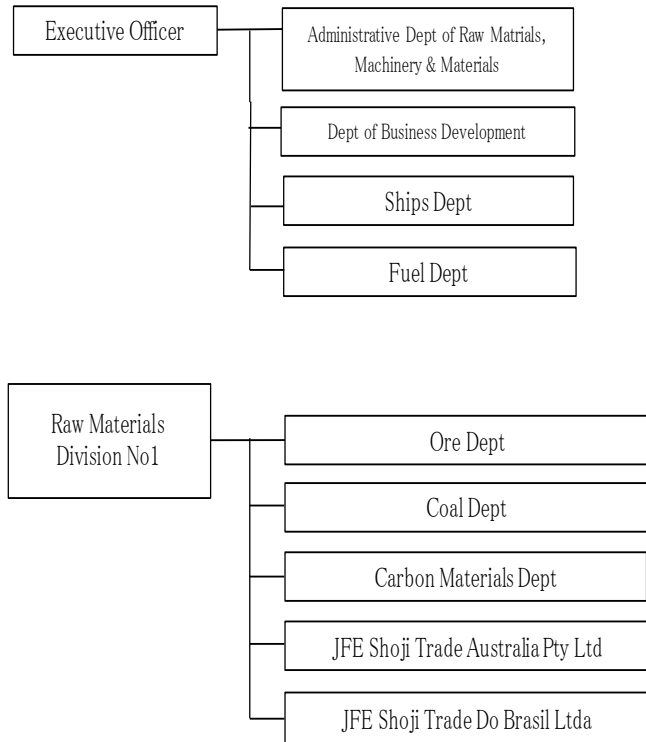 Executive Officer
Administrative Dept of Raw Matrials,
Machinery & Materials
Dept of Business Development
Ships Dept
Fuel Dept
Raw Materials
Division No1
Ore Dept
Coal Dept
Carbon Materials Dept
JFE Shoji Trade Australia Pty Ltd
JFE Shoji Trade Do Brasil Ltda